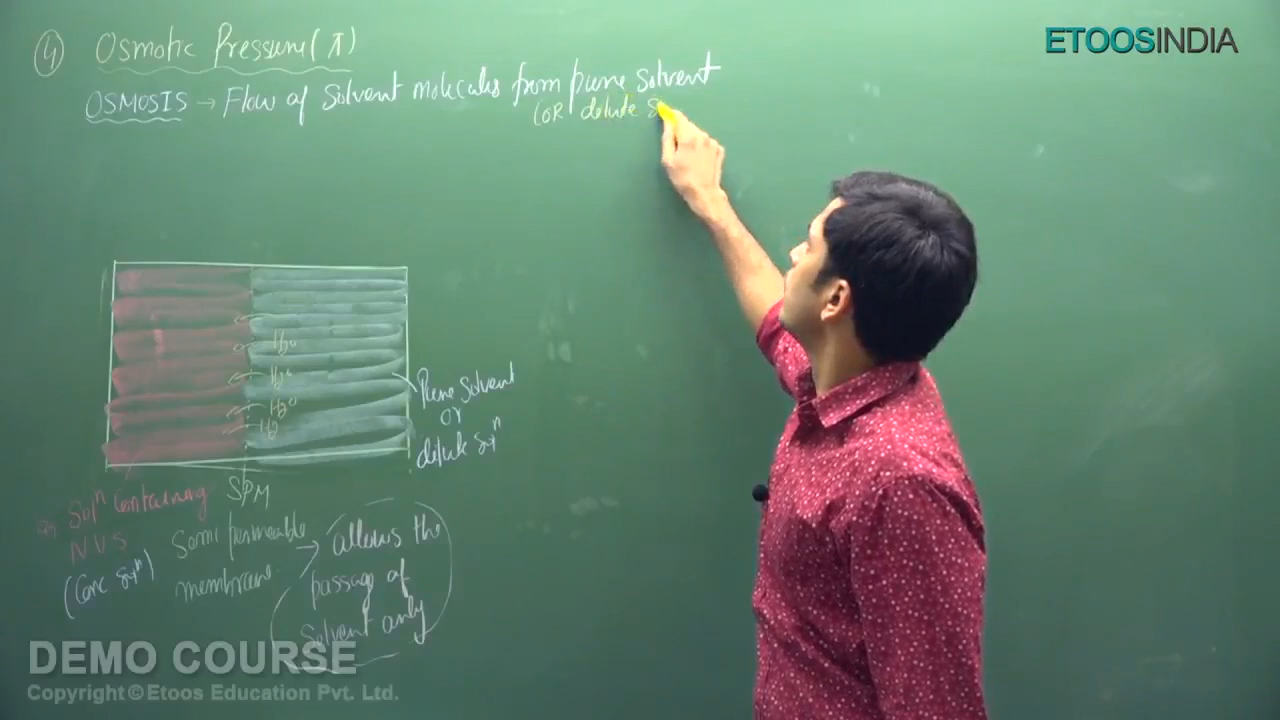 ETOOSINDIA
4 Osmotic Pressure (π)
OSMOSIS → Flow of Solvent molecules from pure solvent
(OR dilute S
H2O
H2O
H2O
H2
Pure Solvent
or
dilute solⁿ
SPM
Semi permeable
membrane
→ allows the
passage of
Solvent only
Solⁿ containing
NVS
(Conc solⁿ)
DEMO COURSE
Copyright©Etoos Education Pvt. Ltd.